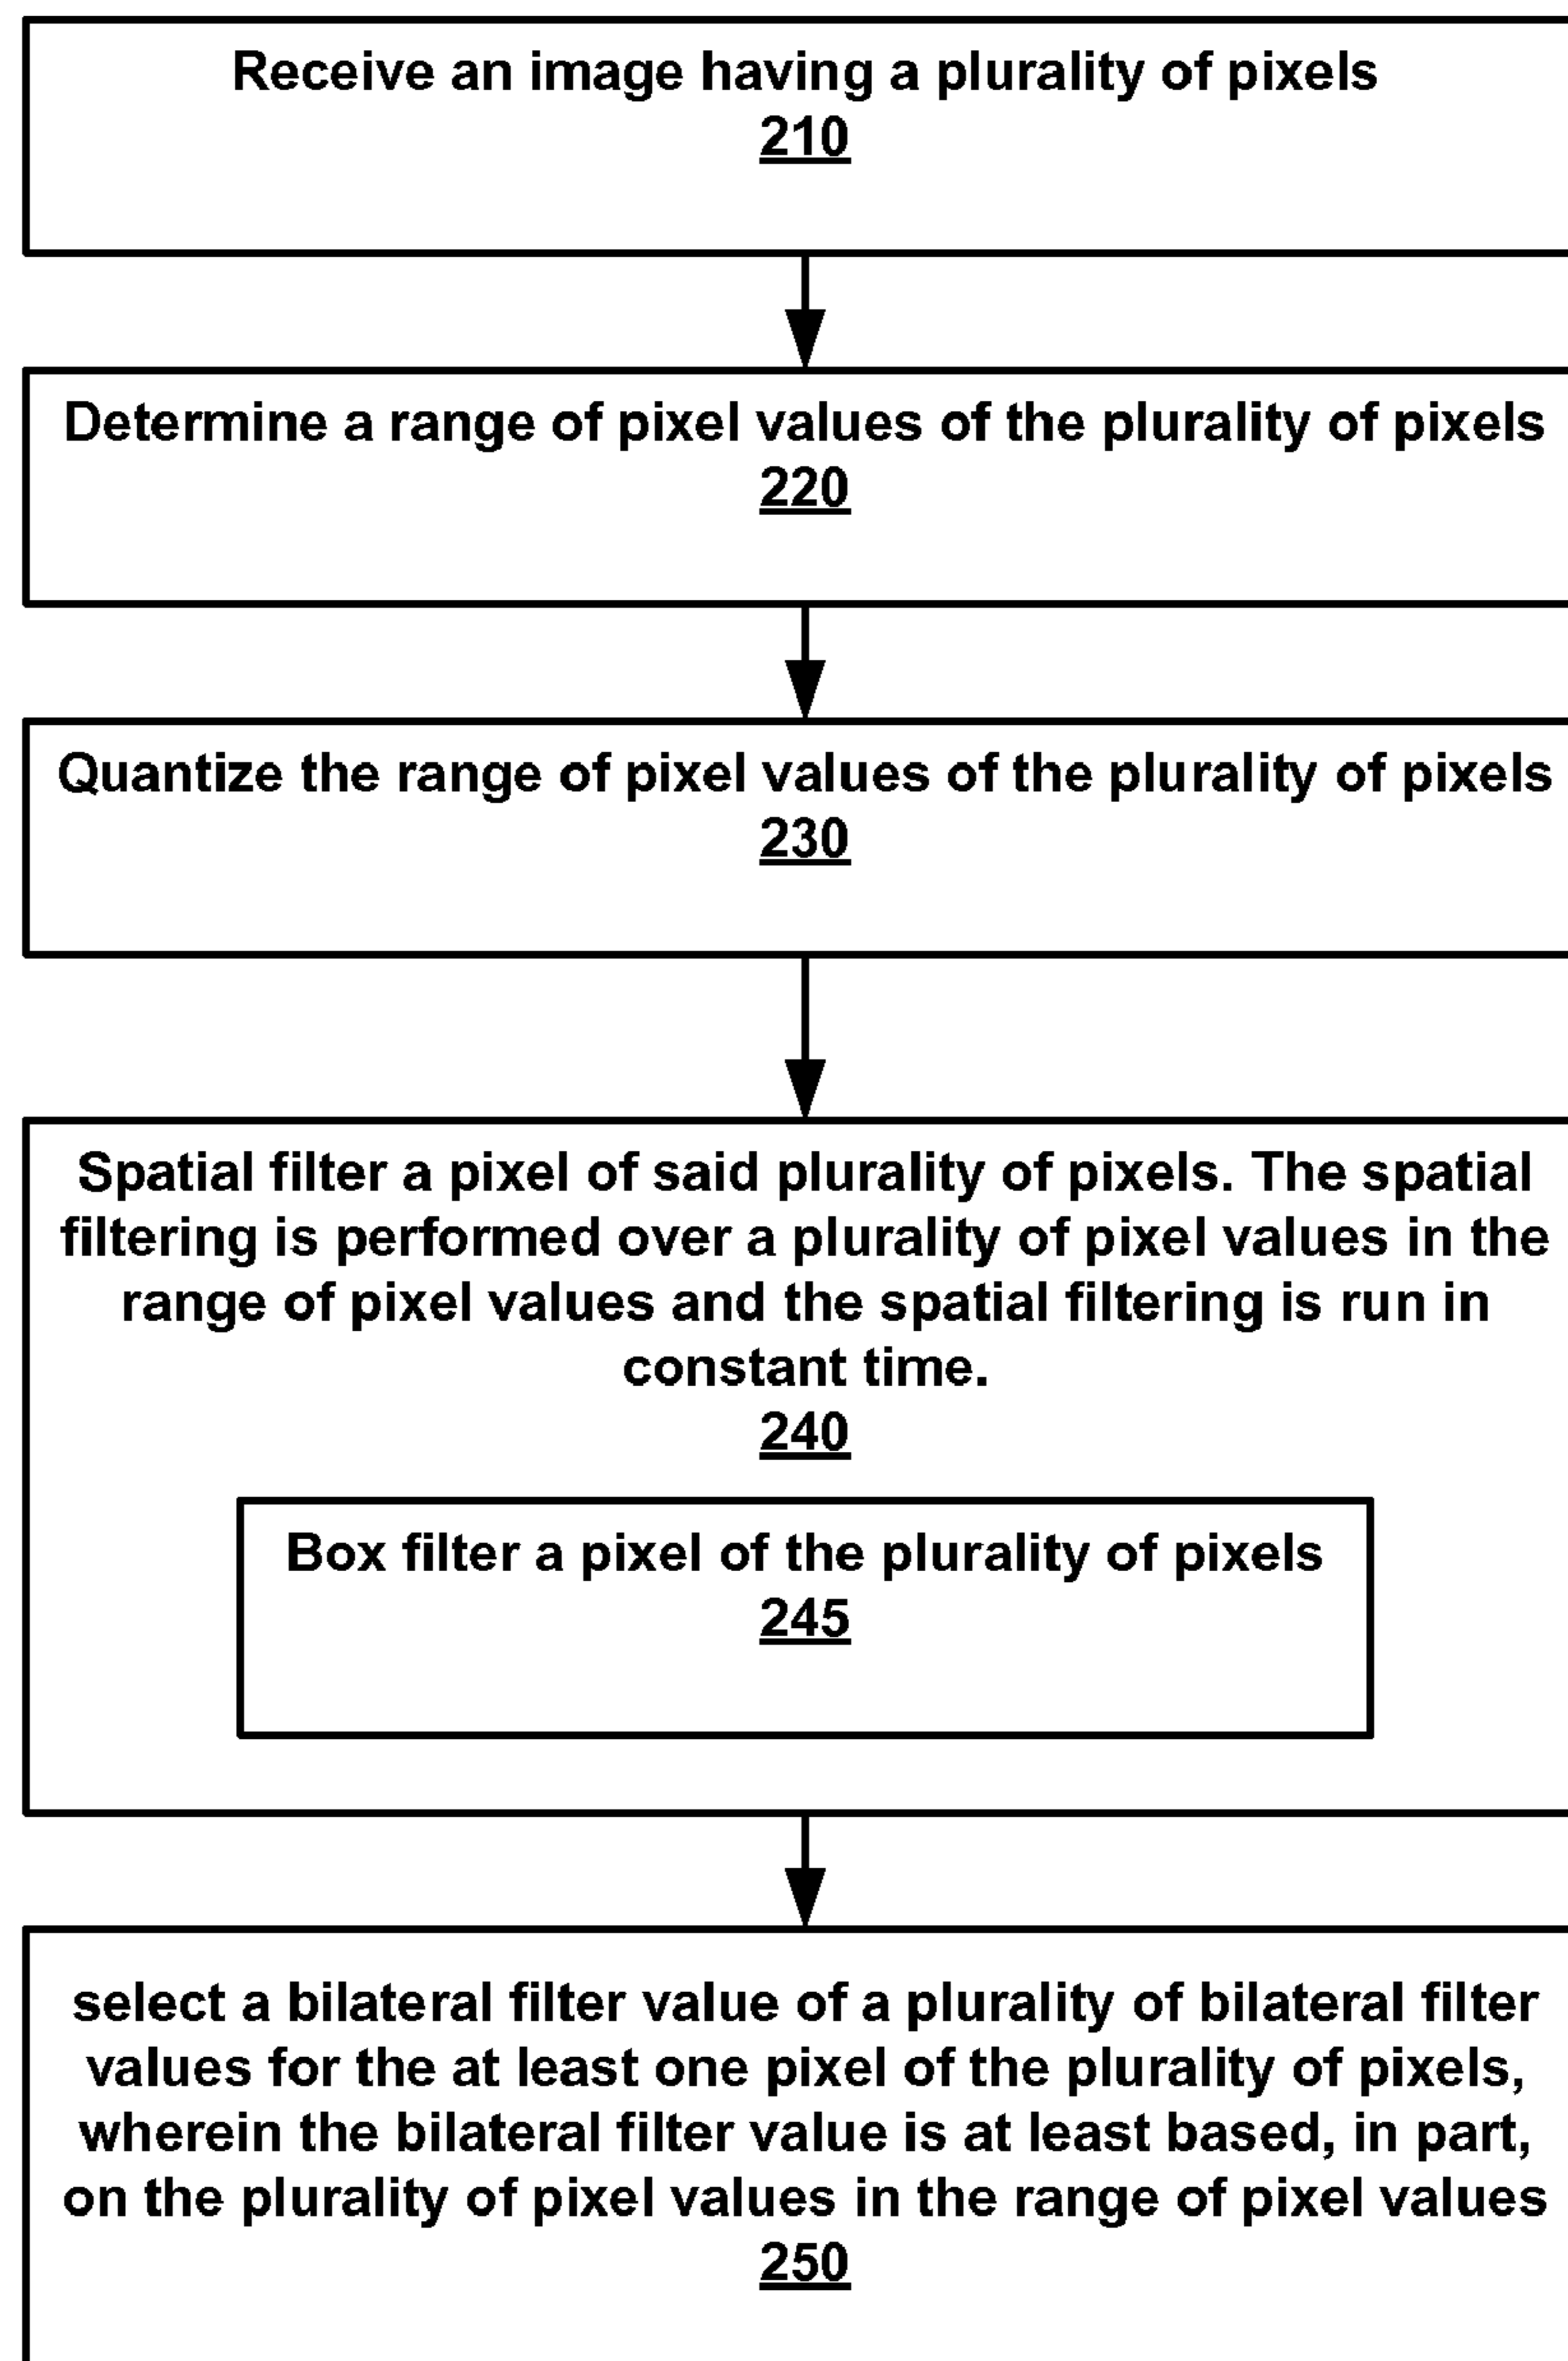 Receive an image having a plurality of pixels
210
Determine a range of pixel values of the plurality of pixels
220
Quantize the range of pixel values of the plurality of pixels
230
Spatial filter a pixel of said plurality of pixels. The spatial
filtering is performed over a plurality of pixel values in the
range of pixel values and the spatial filtering is run in
constant time.
240
Box filter a pixel of the plurality of pixels
245
select a bilateral filter value of a plurality of bilateral filter
values for the at least one pixel of the plurality of pixels,
wherein the bilateral filter value is at least based, in part,
on the plurality of pixel values in the range of pixel values
250